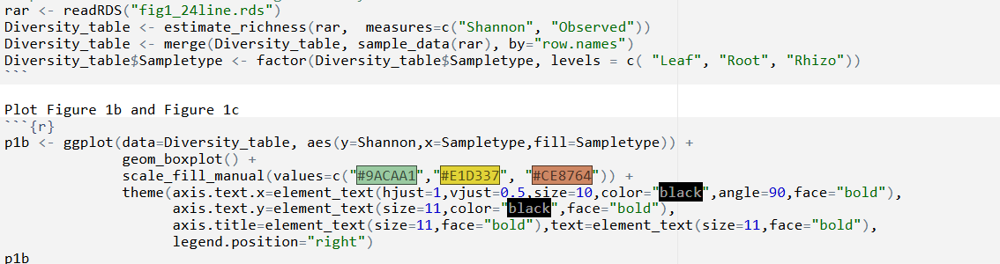 rar <- readRDS("fig1_24line.rds")
Diversity_table <- estimate_richness(rar,  measures=c("Shannon", "Observed"))
Diversity_table <- merge(Diversity_table, sample_data(rar), by="row.names")
Diversity_table$Sampletype <- factor(Diversity_table$Sampletype, levels = c( "Leaf", "Root", "Rhizo"))
```
Plot Figure 1b and Figure 1c
```{r}
p1b <- ggplot(data=Diversity_table, aes(y=Shannon,x=Sampletype,fill=Sampletype)) +
geom_boxplot() +
scale_fill_manual(values=c("#9ACAA1","#E1D337", "#CE8764")) +
theme(axis.text.x=element_text(hjust=1,vjust=0.5,size=10,color="black",angle=90,face="bold"),
axis.text.y=element_text(size=11,color="black",face="bold"),
axis.title=element_text(size=11,face="bold"),text=element_text(size=11,face="bold"),
legend.position="right")
p1b